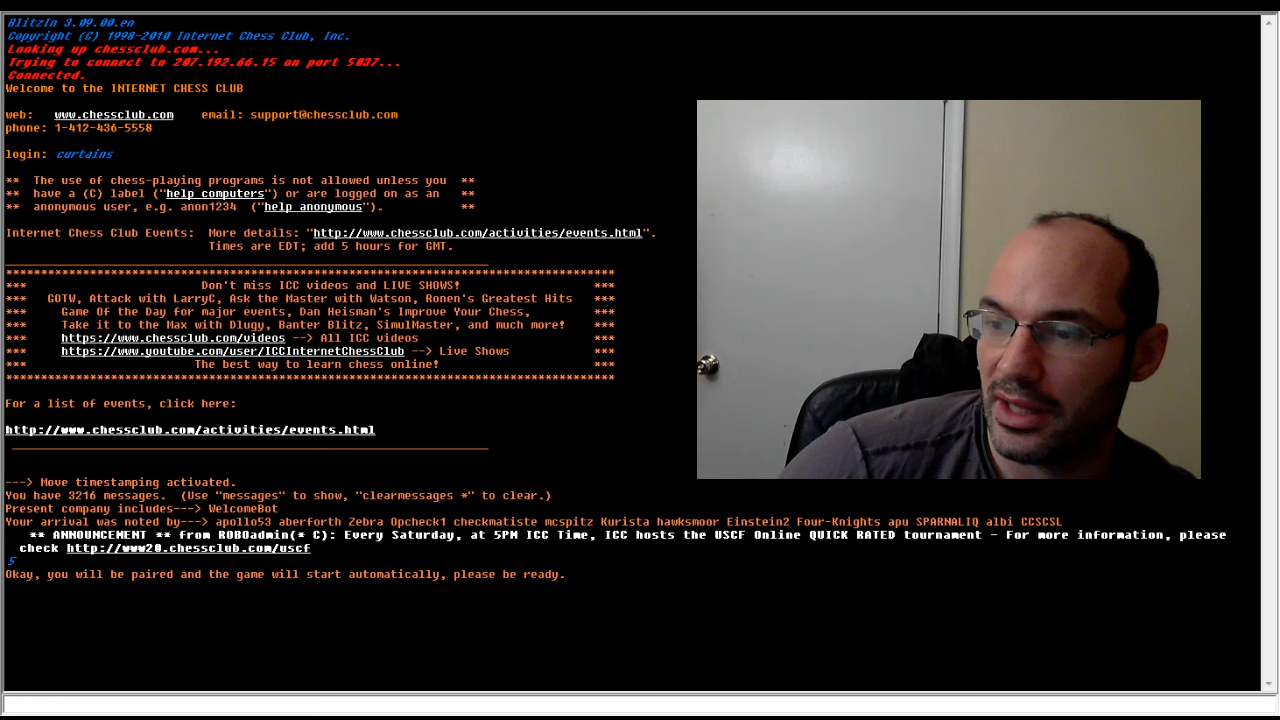 BlitzIn 3.09.00.en
Copyright (C) 1998-2010 Internet Chess Club, Inc.
Looking up chessclub.com...
Trying to connect to 207.192.66.15 on port 5037...
Connected.
Welcome to the INTERNET CHESS CLUB
web: www.chessclub.com email: support@chessclub.com
phone: 1-412-436-5558
login: curtains
** The use of chess-playing programs is not allowed unless you **
** have a (C) label ("help computers") or are logged on as an **
** anonymous user, e.g. anon1234 ("help anonymous"). **
Internet Chess Club Events: More details: "http://www.chessclub.com/activities/events.html".
Times are EDT; add 5 hours for GMT.
_____________________________________________________________________
***************************************************************************************
*** Don't miss ICC videos and LIVE SHOWS! ***
*** GOTW, Attack with LarryC, Ask the Master with Watson, Ronen's Greatest Hits ***
*** Game Of the Day for major events, Dan Heisman's Improve Your Chess, ***
*** Take it to the Max with Dlugy, Banter Blitz, SimulMaster, and much more! ***
*** https://www.chessclub.com/videos --> All ICC videos ***
*** https://www.youtube.com/user/ICCInternetChessClub --> Live Shows ***
*** The best way to learn chess online! ***
***************************************************************************************
For a list of events, click here:
http://www.chessclub.com/activities/events.html
____________________________________________________________________
---> Move timestamping activated.
You have 3216 messages. (Use "messages" to show, "clearmessages *" to clear.)
Present company includes---> WelcomeBot
Your arrival was noted by---> apollo53 aberforth Zebra Opcheck1 checkmatiste mcspitz Kurista hawksmoor Einstein2 Four-Knights apu SPARNALIQ albi CCSCSL
** ANNOUNCEMENT ** from ROBOadmin(* C): Every Saturday, at 5PM ICC Time, ICC hosts the USCF Online QUICK RATED tournament - For more information, please
check http://www20.chessclub.com/uscf
5
Okay, you will be paired and the game will start automatically, please be ready.